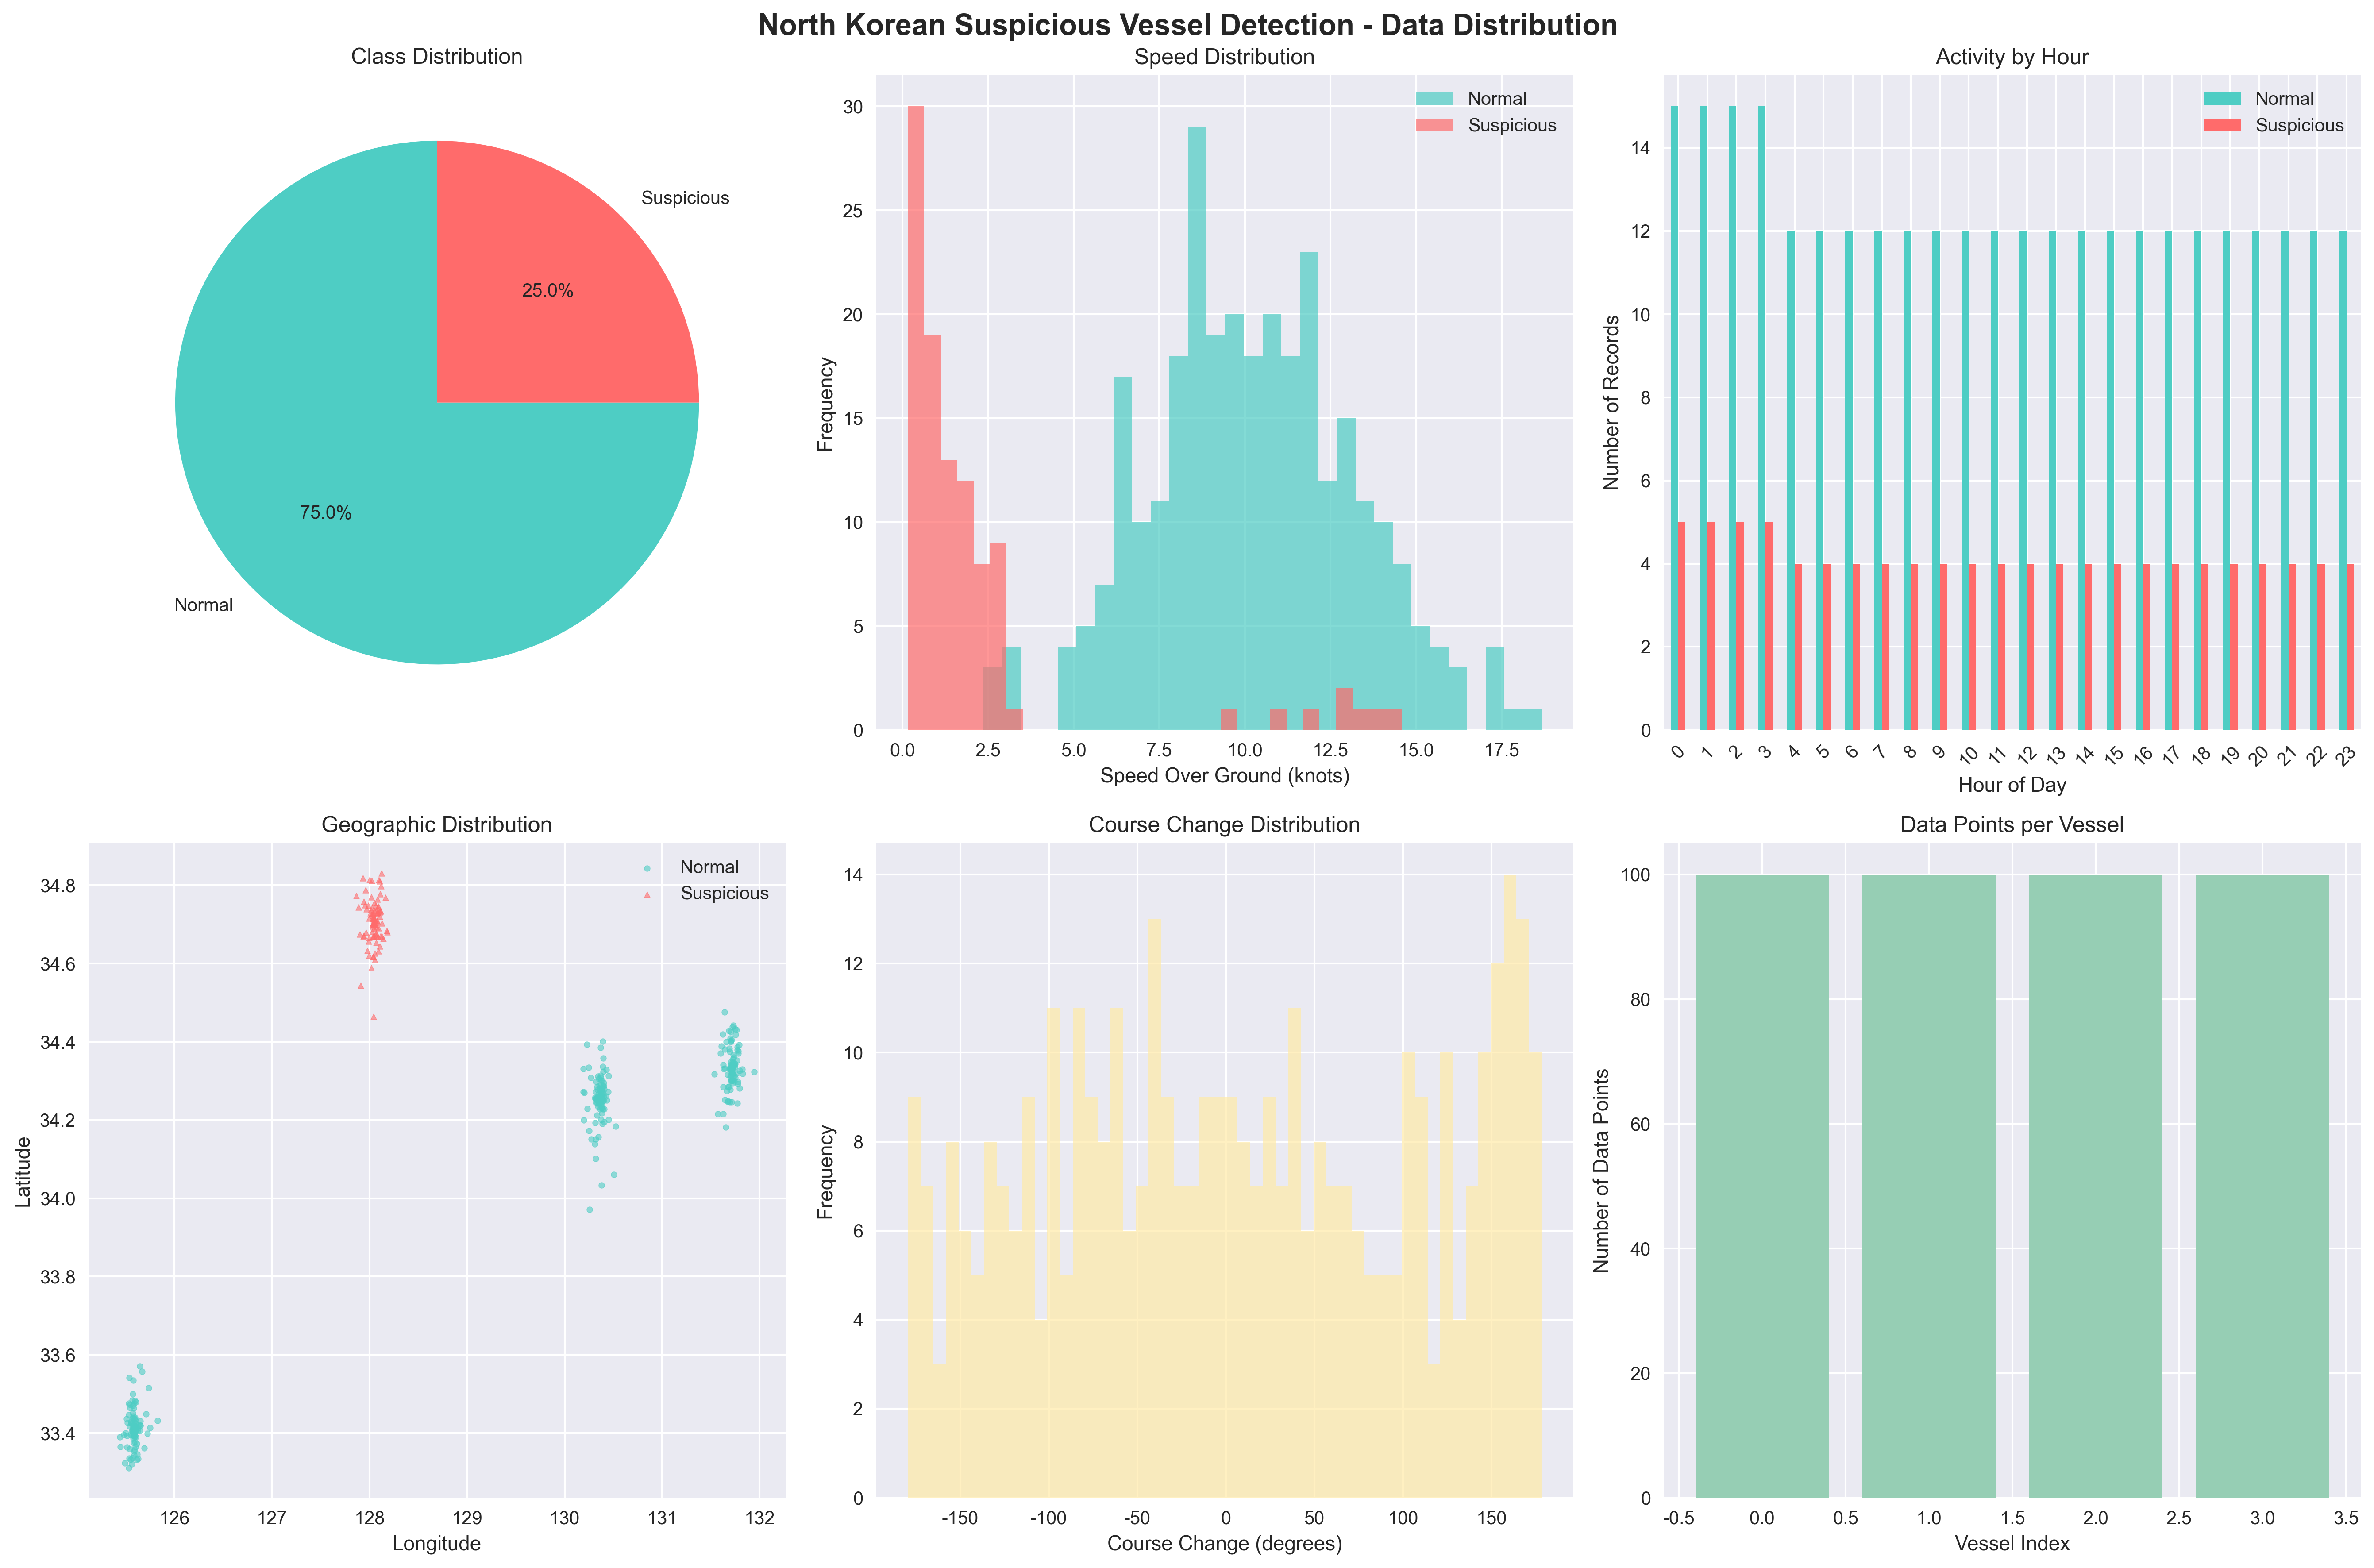 North Korean Suspicious Vessel Detection - Data Distribution
Class Distribution
Suspicious
25.0%
75.0%
Normal
Speed Distribution
Normal
Suspicious
30
25
20
15
10
5
0
Frequency
0.0 2.5 5.0 7.5 10.0 12.5 15.0 17.5
Speed Over Ground (knots)
Activity by Hour
Normal
Suspicious
14
12
10
8
6
4
2
0
Number of Records
0 1 2 3 4 5 6 7 8 9 10 11 12 13 14 15 16 17 18 19 20 21 22 23
Hour of Day
Geographic Distribution
Normal
Suspicious
34.8
34.6
34.4
34.2
34.0
33.8
33.6
33.4
Latitude
126 127 128 129 130 131 132
Longitude
Course Change Distribution
14
12
10
8
6
4
2
0
Frequency
-150 -100 -50 0 50 100 150
Course Change (degrees)
Data Points per Vessel
100
80
60
40
20
0
Number of Data Points
-0.5 0.0 0.5 1.0 1.5 2.0 2.5 3.0 3.5
Vessel Index